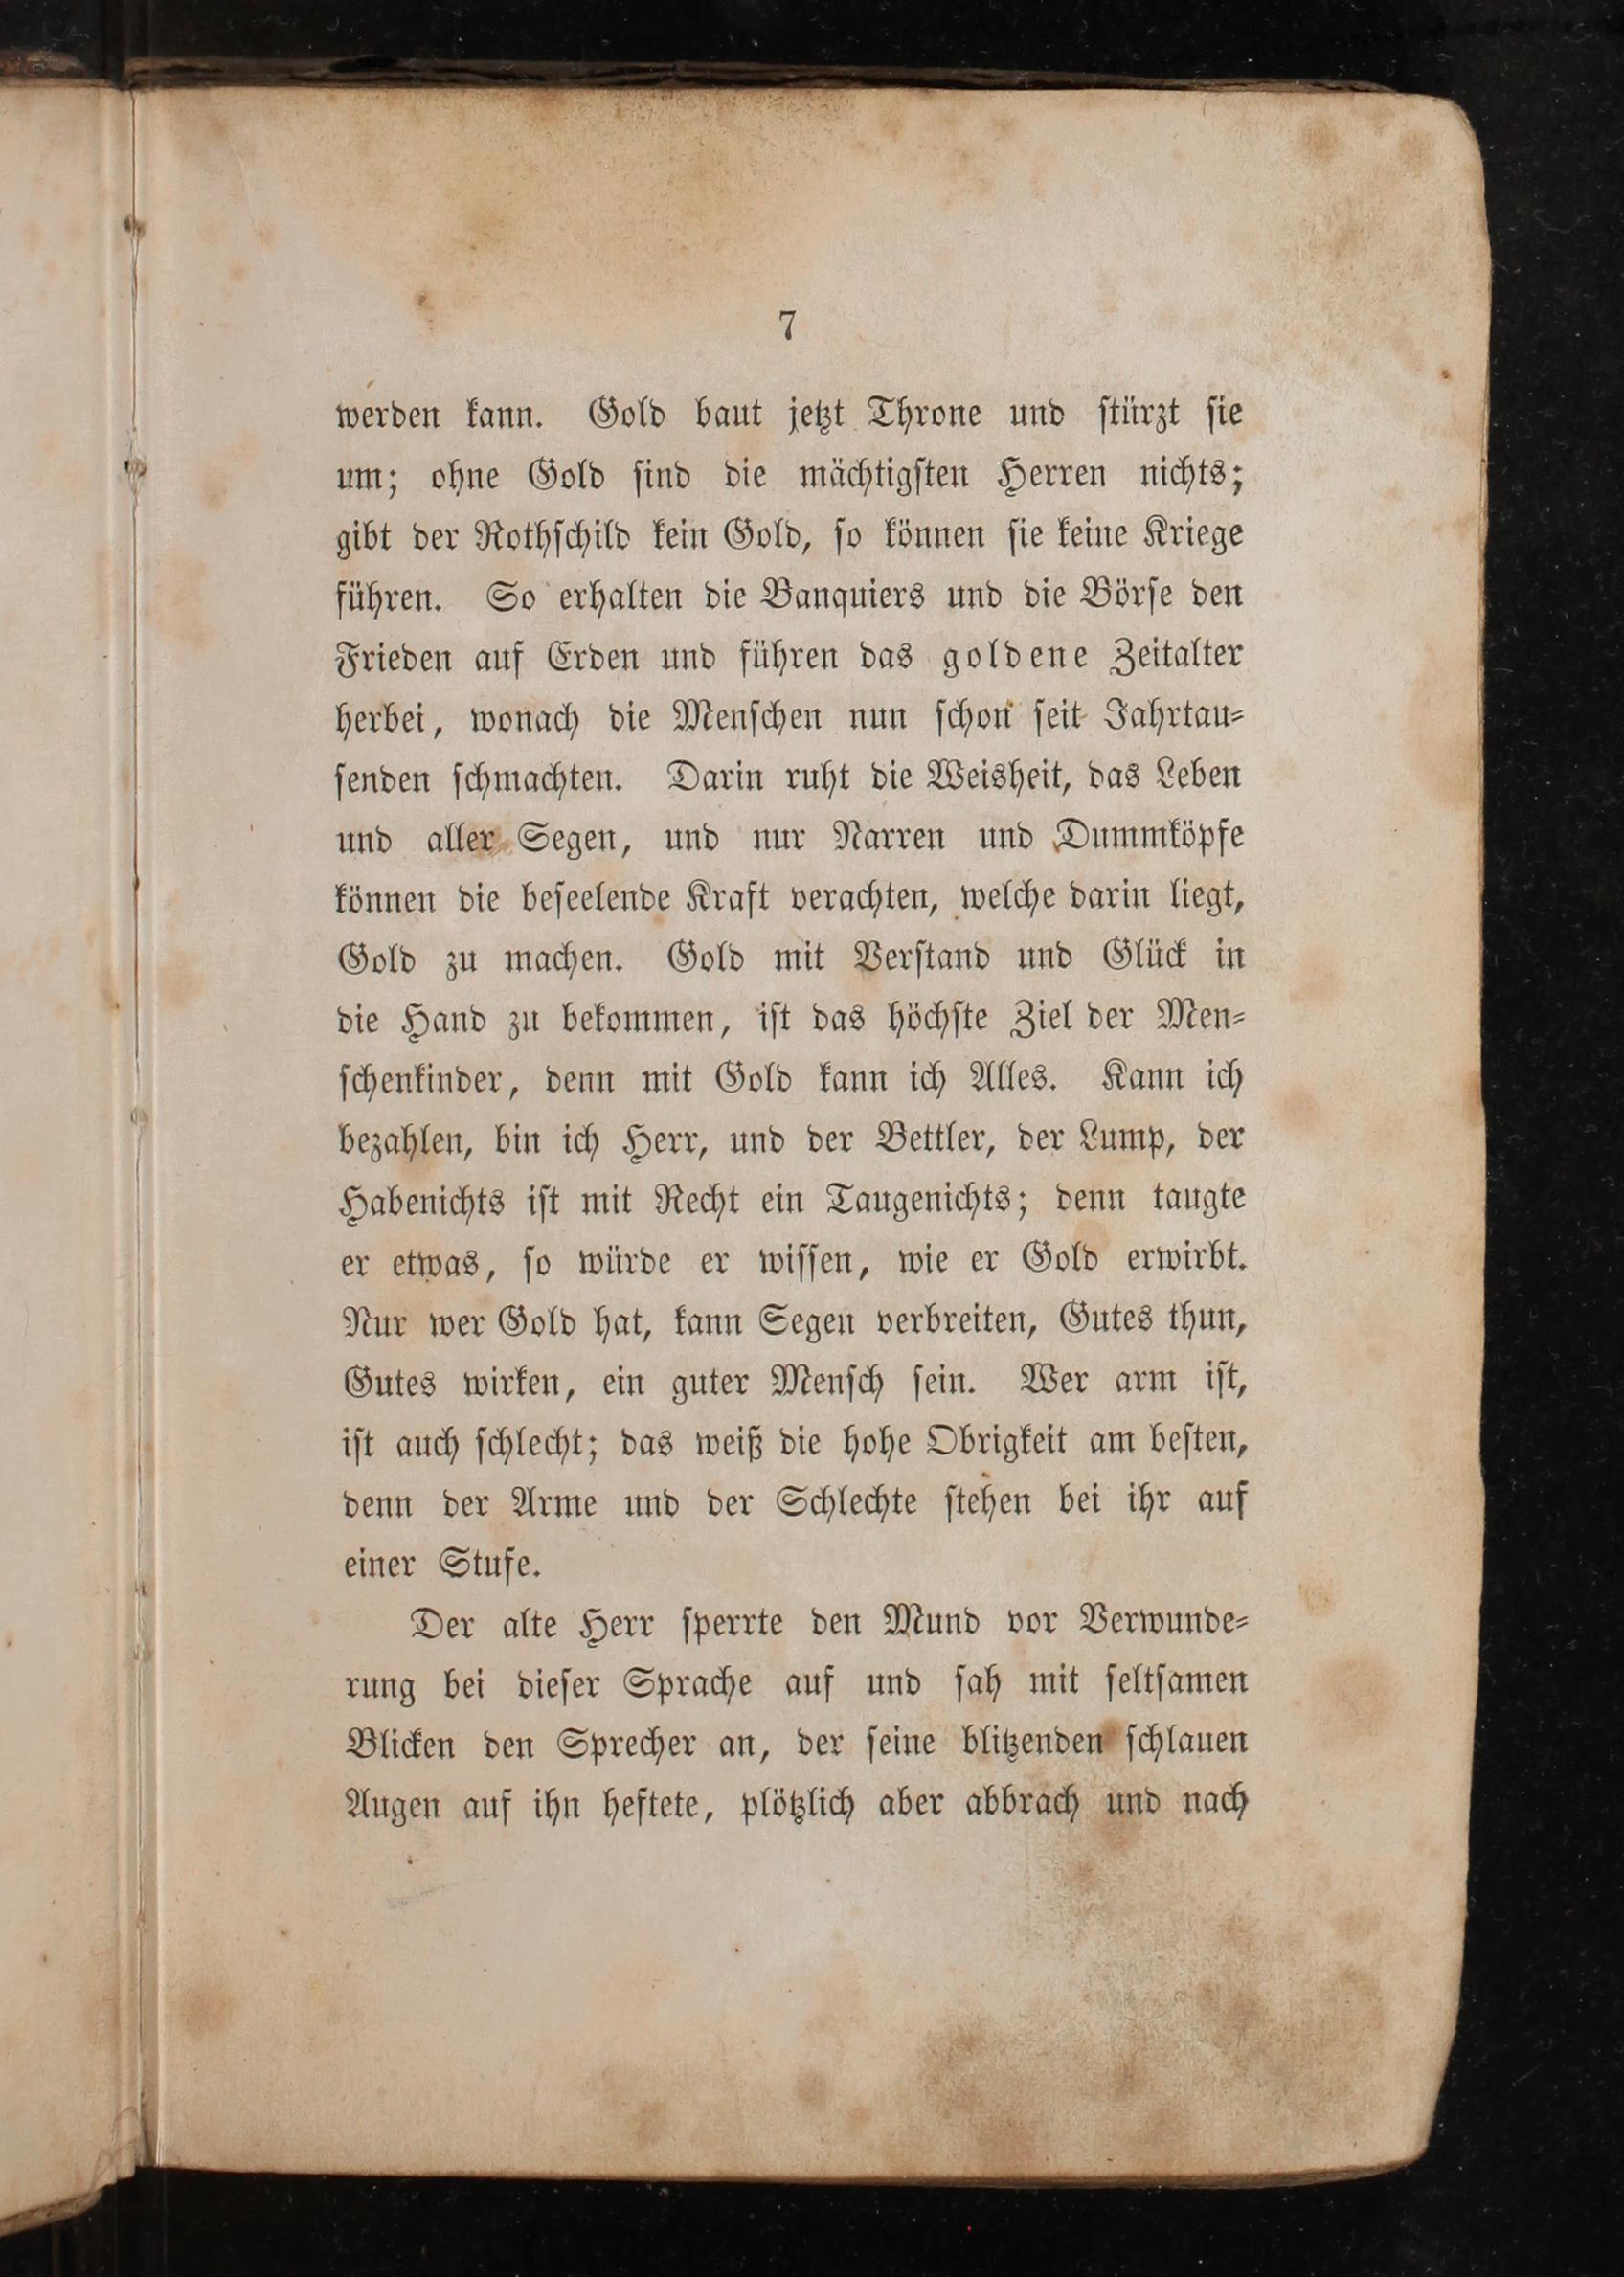 7
werden kann. Gold baut jetzt Throne und ſtürzt ſie
um; ohne Gold ſind die mächtigſten Herren nichts;
gibt der Rothſchild kein Gold, ſo können ſie keine Kriege
führen. So erhalten die Banquiers und die Börſe den
Frieden auf Erden und führen das goldene Zeitalter
herbei, wonach die Menſchen nun ſchon ſeit Jahrtau⸗
ſenden ſchmachten. Darin ruht die Weisheit, das Leben
und aller Segen, und nur Narren und Dummköpfe
können die beſeelende Kraft verachten, welche darin liegt,
Gold zu machen. Gold mit Verſtand und Glück in
die Hand zu bekommen, iſt das höchſte Ziel der Men⸗
ſchenkinder, denn mit Gold kann ich Alles. Kann ich
bezahlen, bin ich Herr, und der Bettler, der Lump, der
Habenichts iſt mit Recht ein Taugenichts; denn taugte
er etwas, ſo würde er wiſſen, wie er Gold erwirbt.
Nur wer Gold hat, kann Segen verbreiten, Gutes thun,
Gutes wirken, ein guter Menſch ſein. Wer arm iſt,
iſt auch ſchlecht; das weiß die hohe Obrigkeit am beſten,
denn der Arme und der Schlechte ſtehen bei ihr auf
einer Stufe.
Der alte Herr ſperrte den Mund vor Verwunde⸗
rung bei dieſer Sprache auf und ſah mit ſeltſamen
Blicken den Sprecher an, der ſeine blitzenden ſchlauen
Augen auf ihn heftete, plötzlich aber abbrach und nach